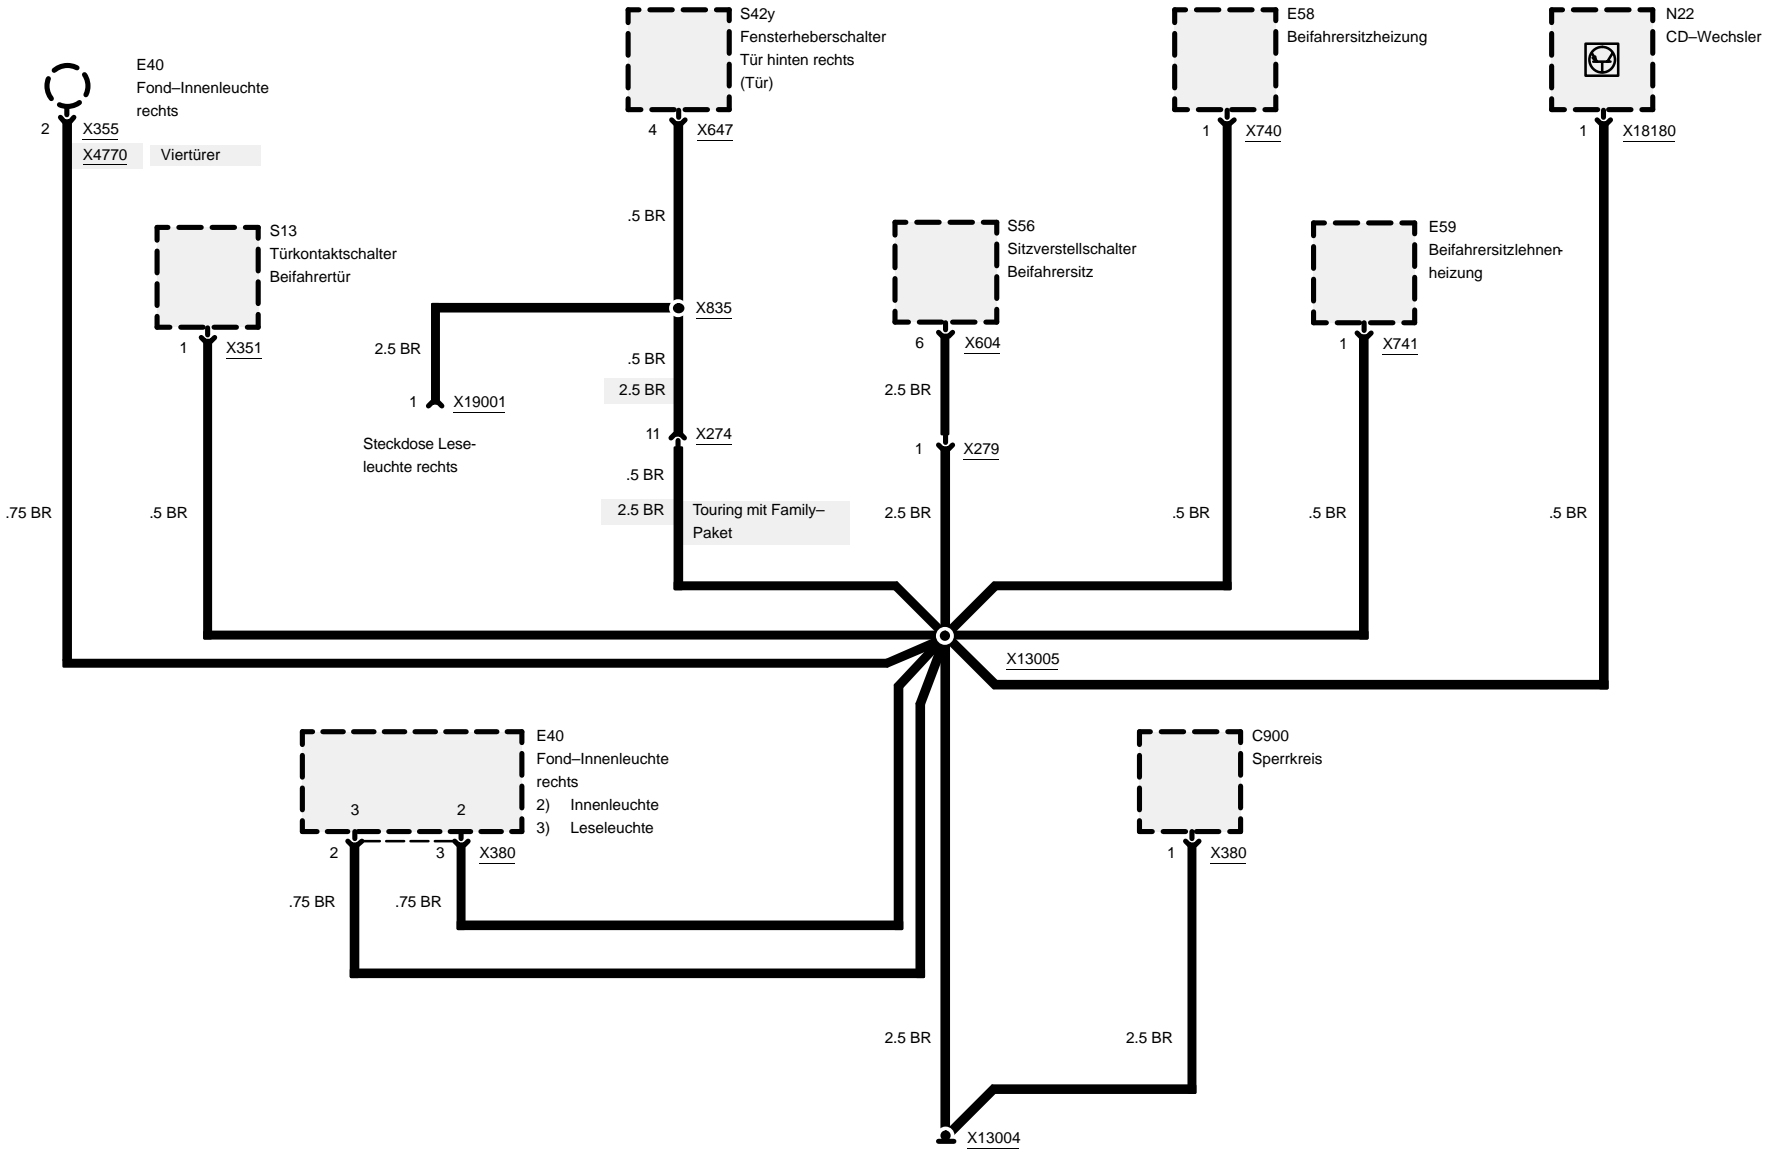 S42y
Fensterheberschalter
Tür hinten rechts
(Tür)
4
X647
E58
Beifahrersitzheizung
1
X740
N22
CD–Wechsler
1
X18180
E40
Fond–Innenleuchte
rechts
2
X355
X4770
Viertürer
.5 BR
S13
Türkontaktschalter
Beifahrertür
1
X351
S56
Sitzverstellschalter
Beifahrersitz
6
X604
E59
Beifahrersitzlehnen-
heizung
1
X741
X835
2.5 BR
1
X19001
Steckdose Lese-
leuchte rechts
.5 BR
2.5 BR
11
X274
.5 BR
2.5 BR
Touring mit Family–
Paket
2.5 BR
1
X279
.75 BR
.5 BR
2.5 BR
.5 BR
.5 BR
.5 BR
X13005
E40
Fond–Innenleuchte
rechts
2) Innenleuchte
3) Leseleuchte
3
2
2
3
X380
.75 BR
.75 BR
C900
Sperrkreis
1
X380
2.5 BR
2.5 BR
X13004